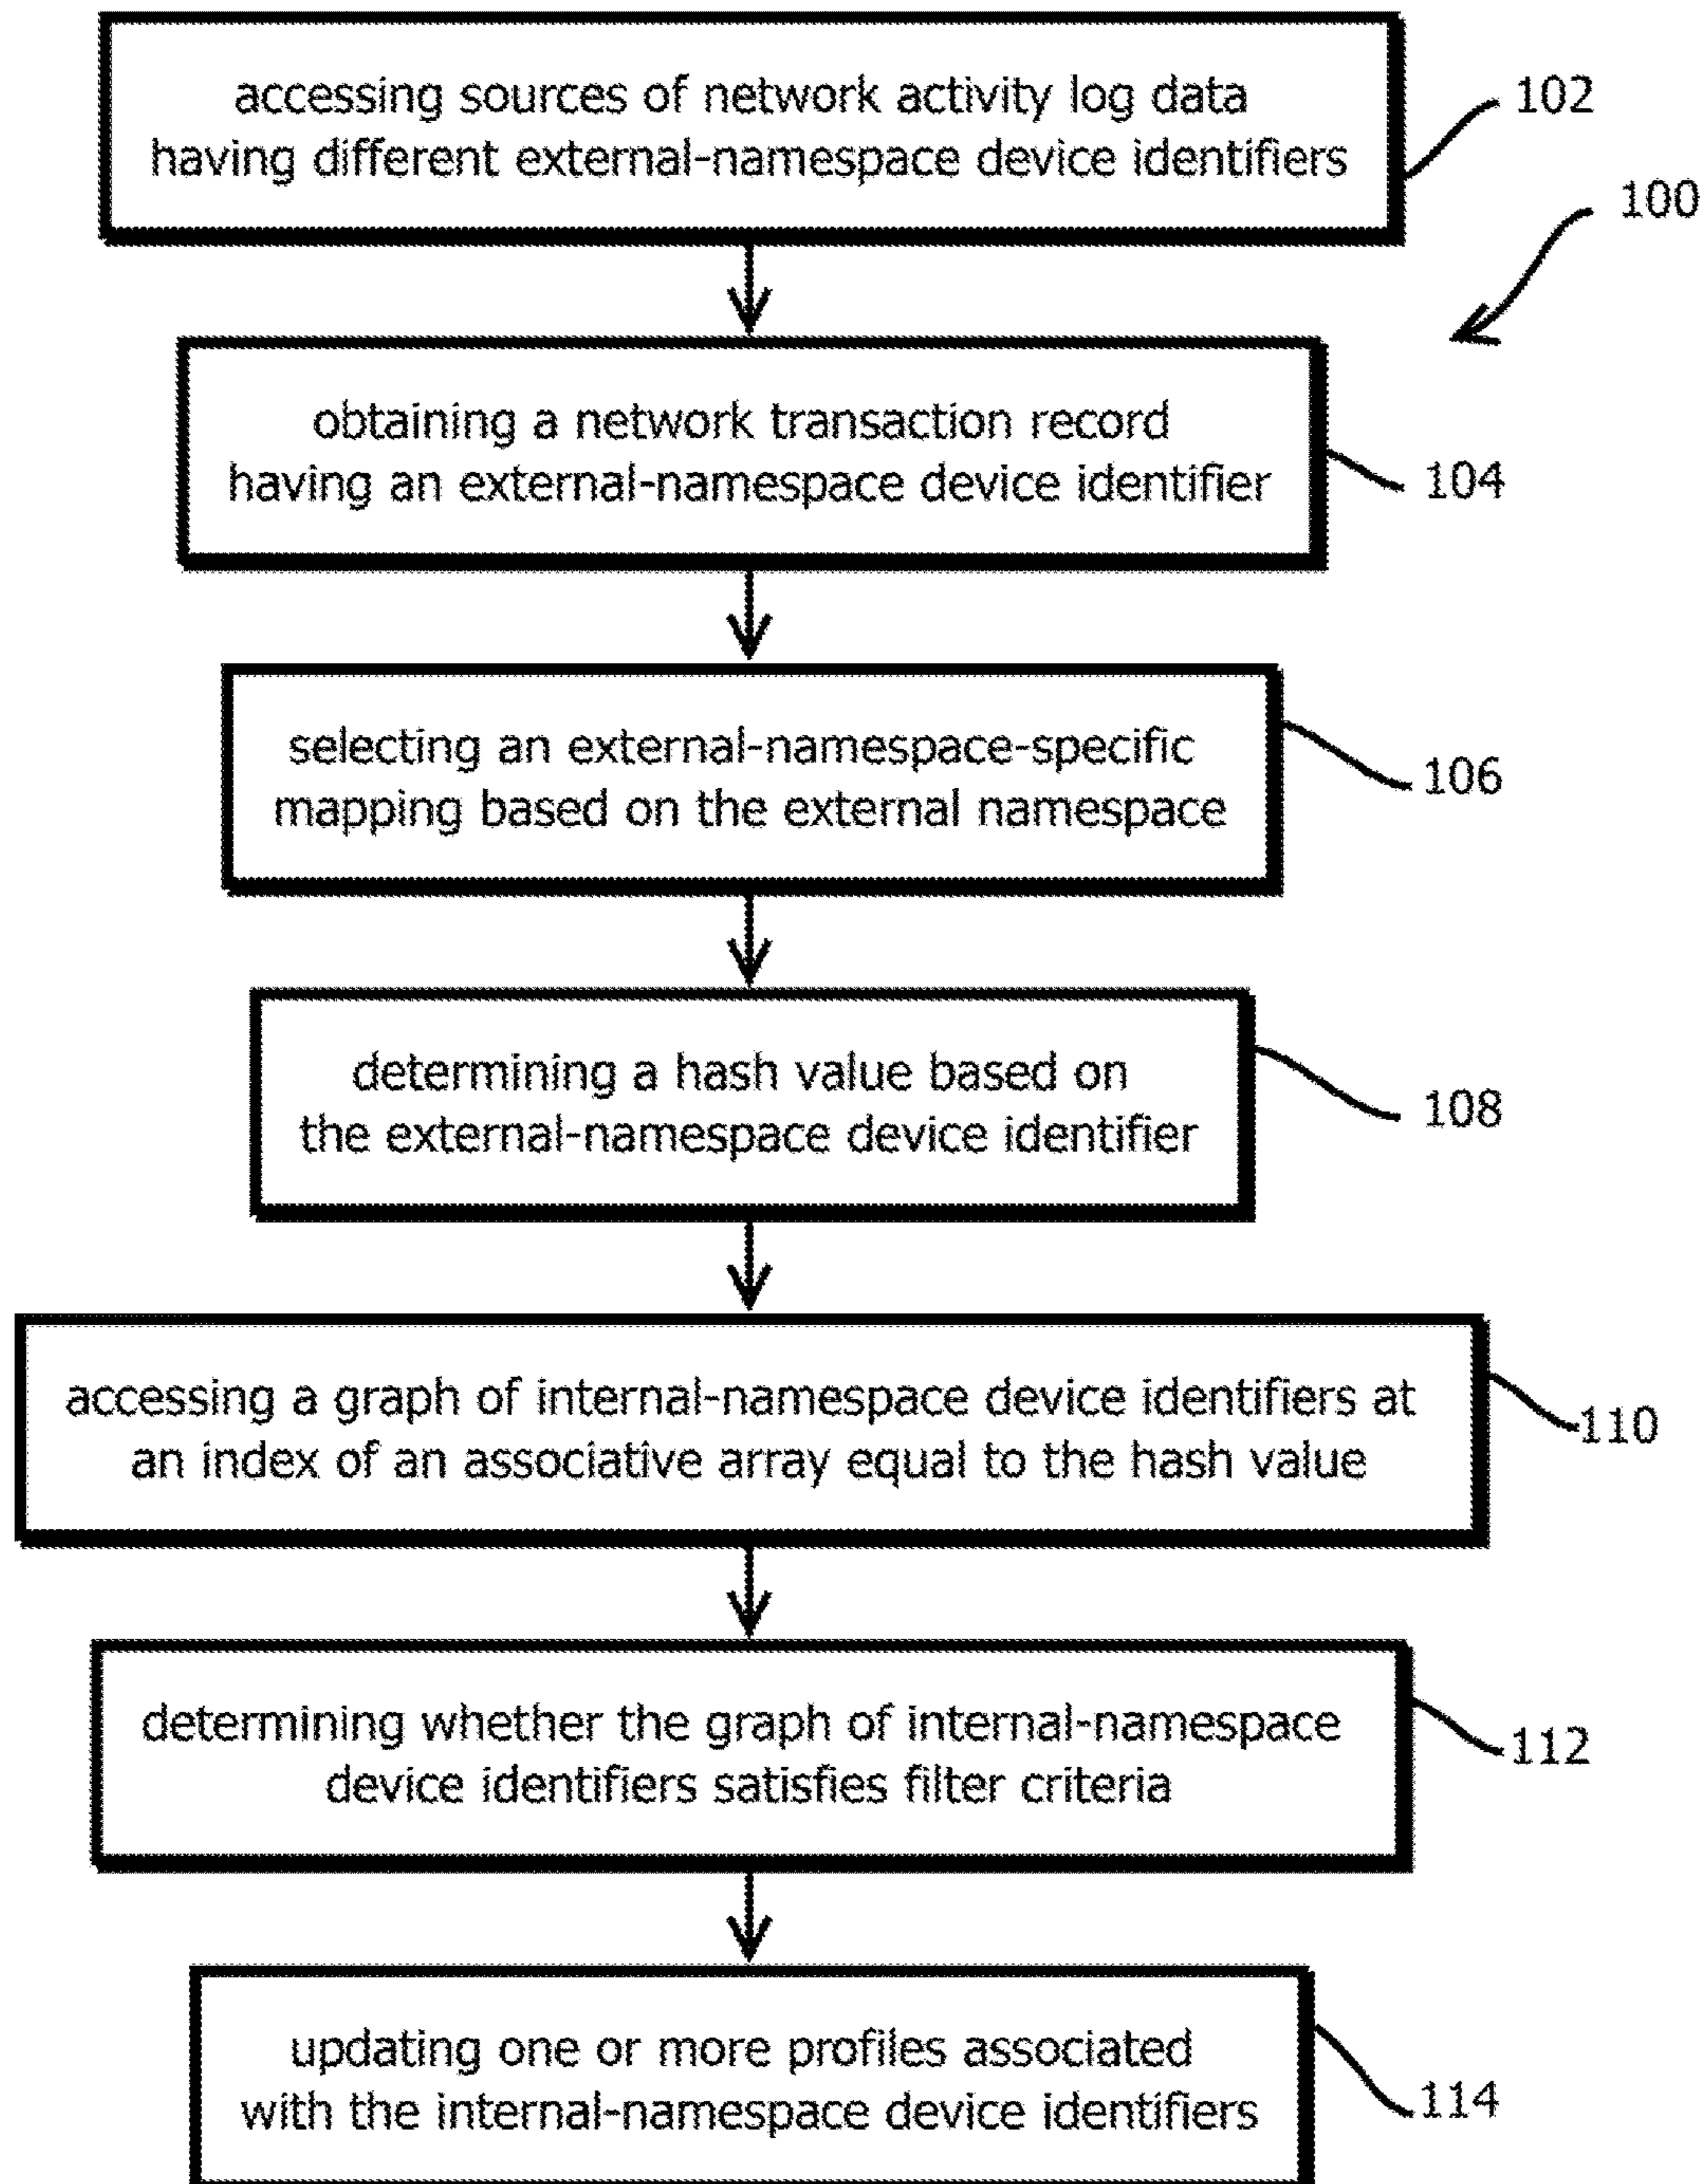 accessing sources of network activity log data
having different external-namespace device identifiers
102
100
obtaining a network transaction record
having an external-namespace device identifier
104
selecting an external-namespace-specific
mapping based on the external namespace
106
determining a hash value based on
the external-namespace device identifier
108
accessing a graph of internal-namespace device identifiers at
an index of an associative array equal to the hash value
110
determining whether the graph of internal-namespace
device identifiers satisfies filter criteria
112
updating one or more profiles associated
with the internal-namespace device identifiers
114